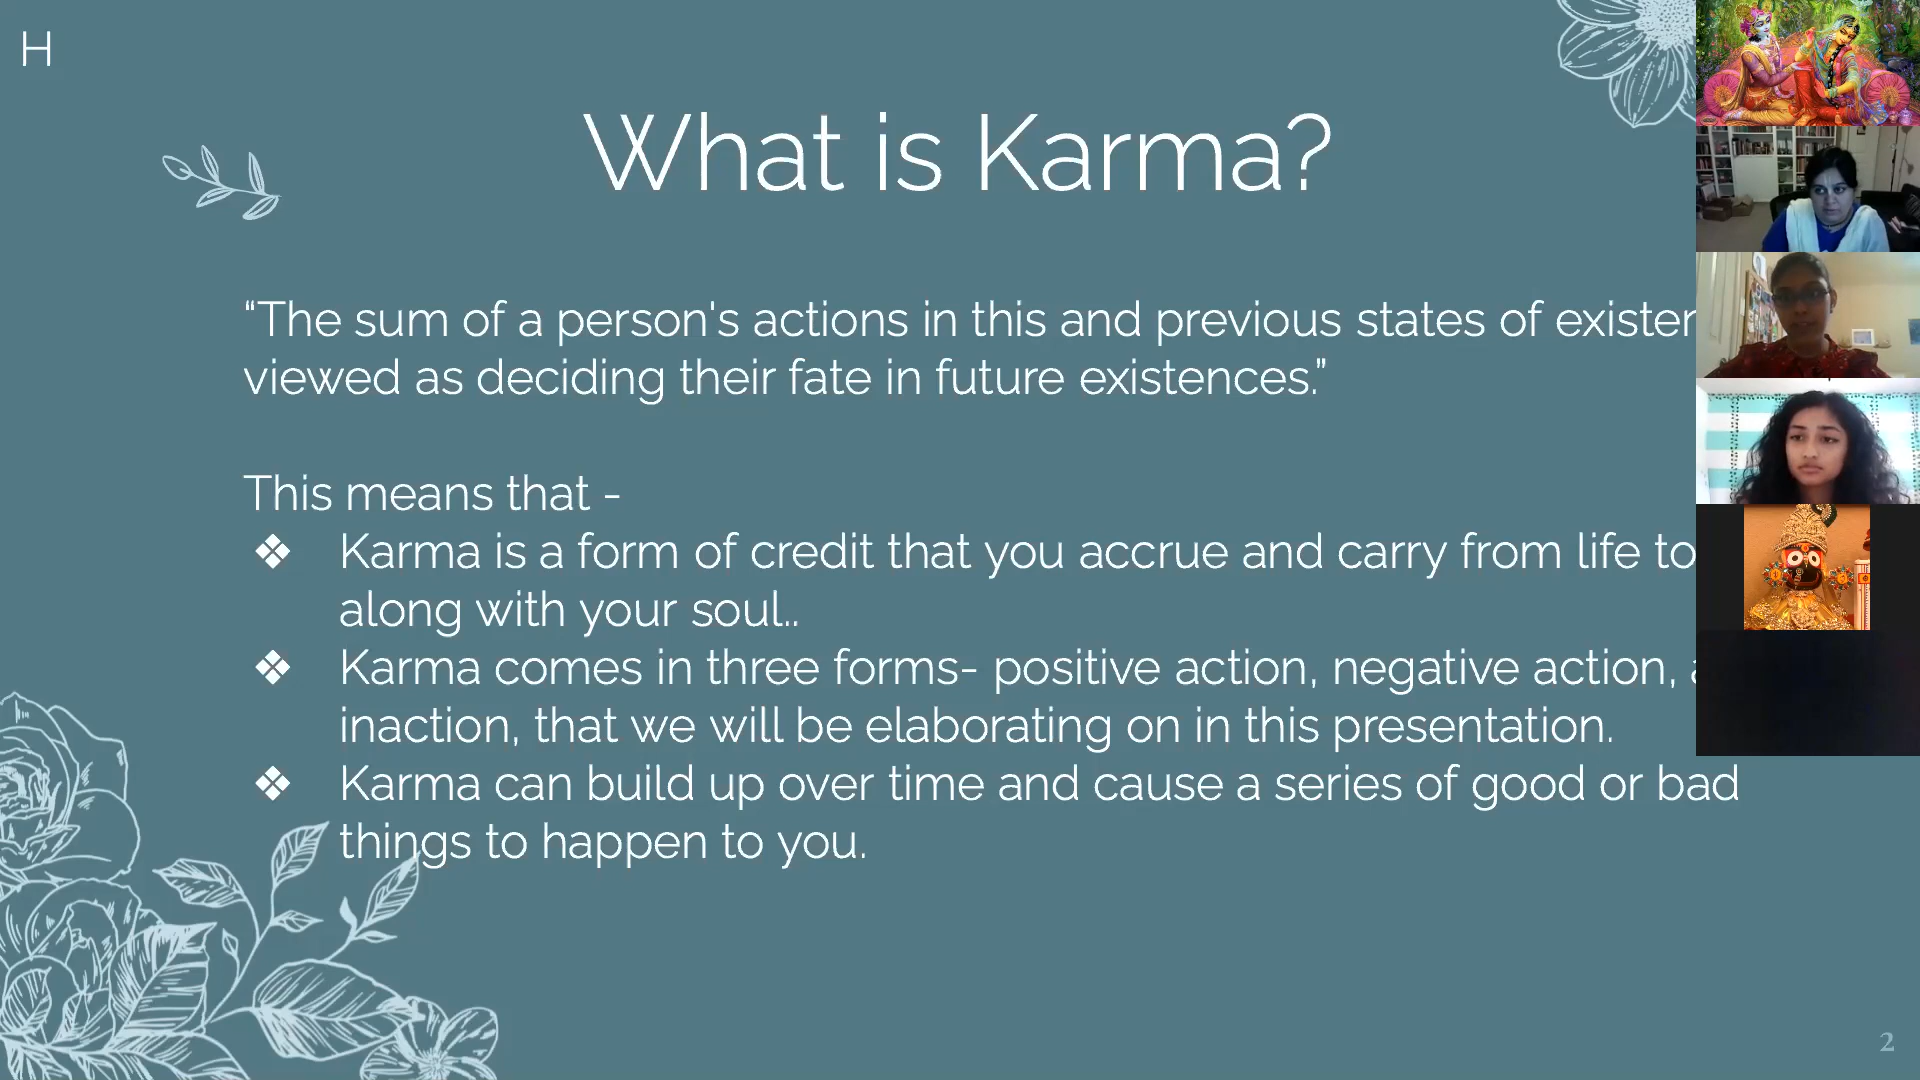 H
What is Karma?
“The sum of a person's actions in this and previous states of
viewed as deciding their fate in future existences.”
This means that -
❖ Karma is a form of credit that you accrue and carry from life to
along with your soul..
❖ Karma comes in three forms- positive action, negative action,
inaction, that we will be elaborating on in this presentation.
❖ Karma can build up over time and cause a series of good or bad
things to happen to you.
2